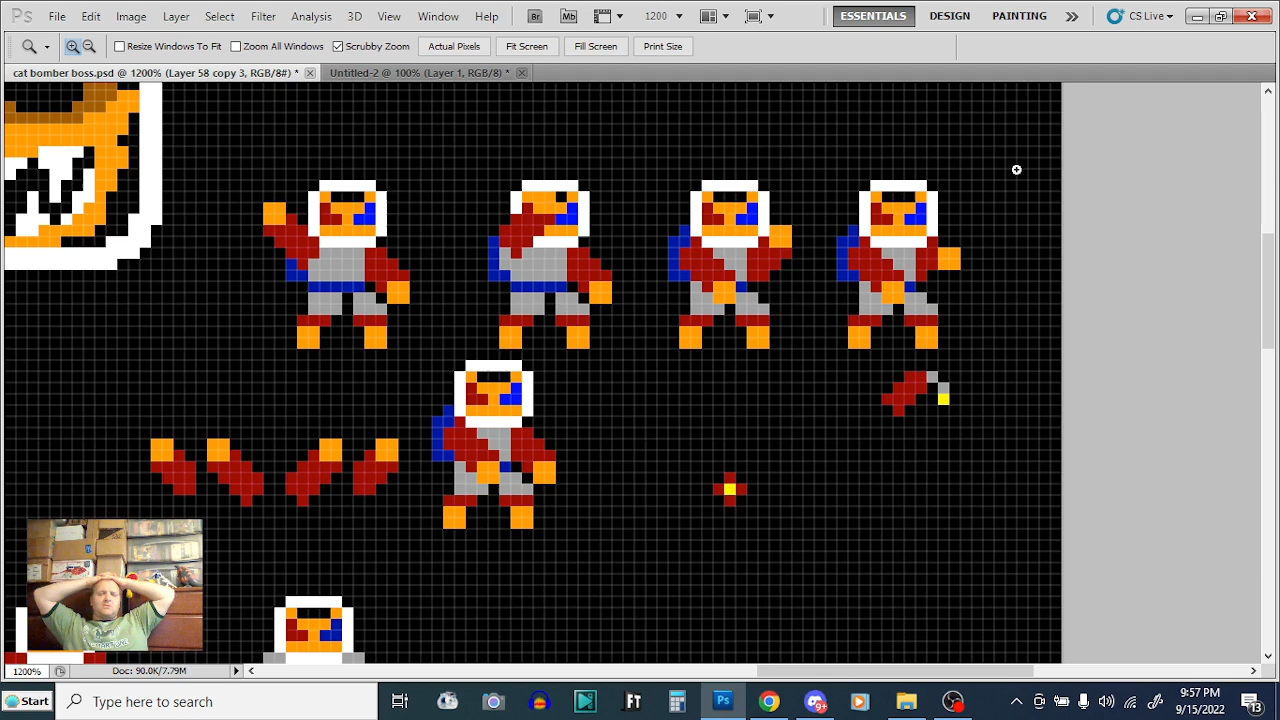 Ps File Edit Image Layer Select Filter Analysis 3D View Window Help Br Mb 1200 ESSENTIALS DESIGN PAINTING CS Live
Resize Windows To Fit Zoom All Windows Scrubby Zoom Actual Pixels Fit Screen Fill Screen Print Size
cat bomber boss.psd @ 1200% (Layer 58 copy 3, RGB/8#) * Untitled-2 @ 100% (Layer 1, RGB/8) *
1200% Doc: 90.0K/7.79M
Start Type here to search Ps 9+ 9:57 PM
9/15/2022 13